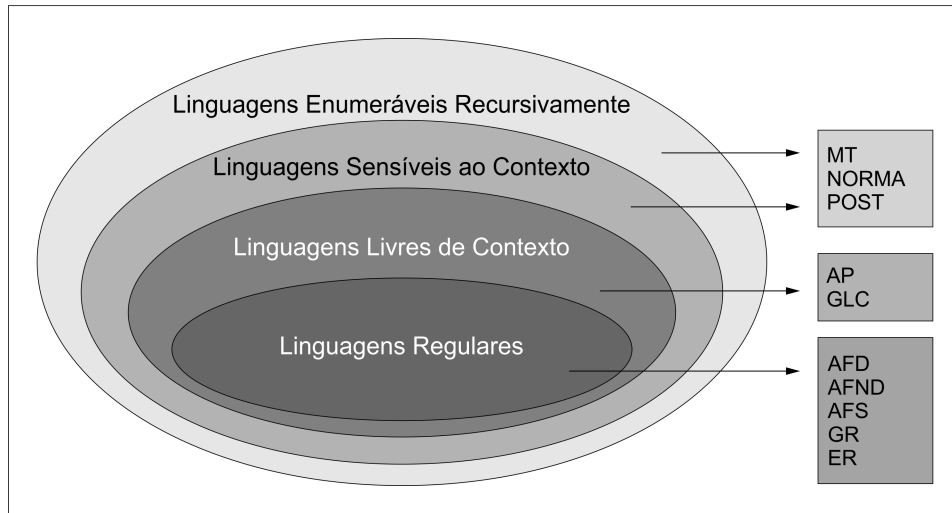 Linguagens Enumeráveis Recursivamente
Linguagens Sensíveis ao Contexto
Linguagens Livres de Contexto
Linguagens Regulares
MT
NORMA
POST
AP
GLC
AFD
AFND
AFS
GR
ER